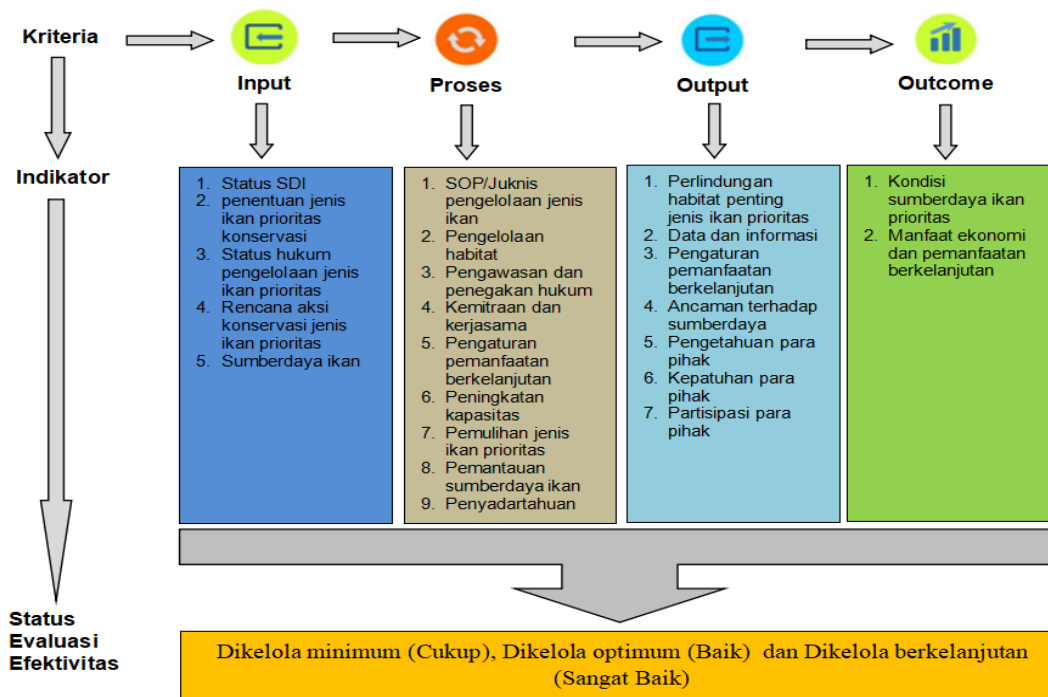 Kriteria
Input
Proses
Output
Outcome
Indikator
1. Status SDI
2. penentuan jenis
ikan prioritas
konservasi
3. Status hukum
pengelolaan jenis
ikan prioritas
4. Rencana aksi
konservasi jenis
ikan prioritas
5. Sumberdaya ikan
1. SOP/Juknis
pengelolaan jenis
ikan
2. Pengelolaan
habitat
3. Pengawasan dan
penegakan hukum
4. Kemitraan dan
kerjasama
5. Pengaturan
pemanfaatan
berkelanjutan
6. Peningkatan
kapasitas
7. Pemulihan jenis
ikan prioritas
8. Pemantauan
sumberdaya ikan
9. Penyadartahuan
1. Perlindungan
habitat penting
jenis ikan prioritas
2. Data dan informasi
3. Pengaturan
pemanfaatan
berkelanjutan
4. Ancaman terhadap
sumberdaya
5. Pengetahuan para
pihak
6. Kepatuhan para
pihak
7. Partisipasi para
pihak
1. Kondisi
sumberdaya ikan
prioritas
2. Manfaat ekonomi
dan pemanfaatan
berkelanjutan
Status
Evaluasi
Efektivitas
Dikelola minimum (Cukup), Dikelola optimum (Baik) dan Dikelola berkelanjutan
(Sangat Baik)